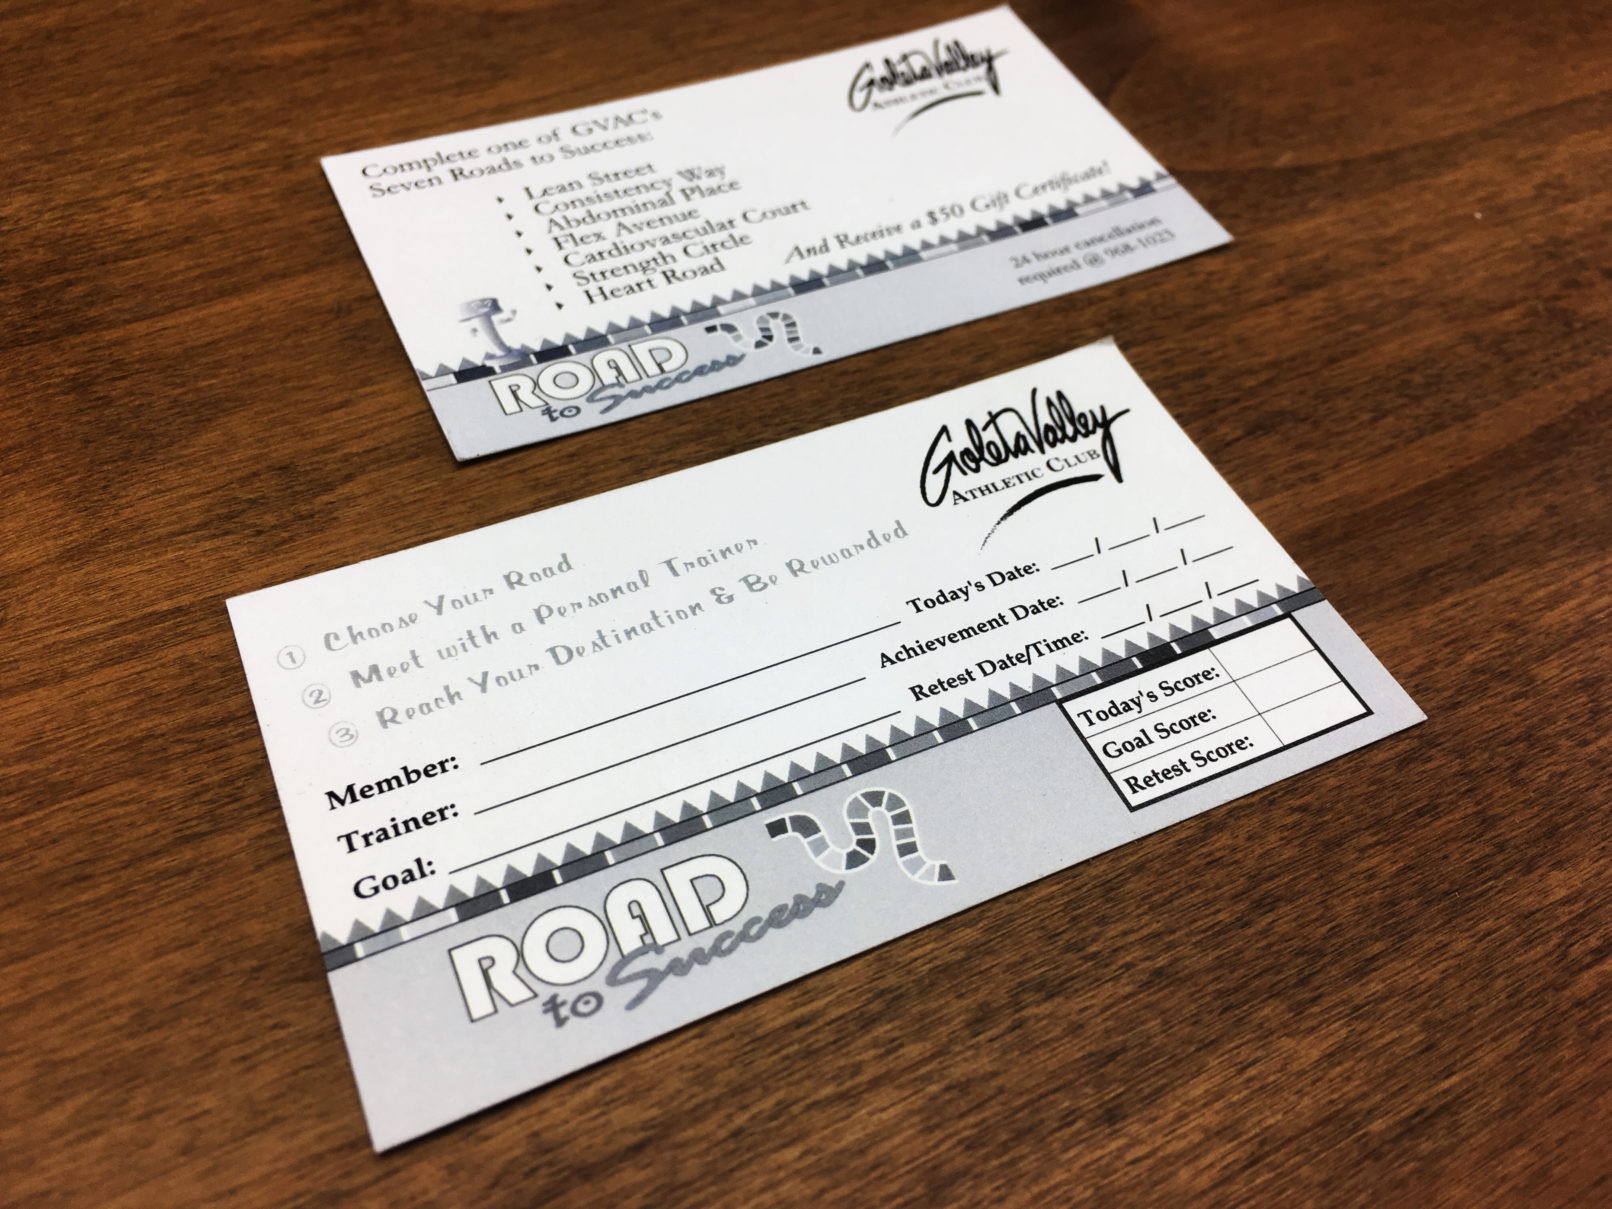 Goleta Valley
ATHLETIC CLUB
Complete one of GVAC's
Seven Roads to Success:
Lean Street
Consistency Way
Abdominal Place
Flex Avenue
Cardiovascular Court
Strength Circle
Heart Road
And Receive a $50 Gift Certificate!
24 hour cancellation
required @ 968-1023
ROAD
to Success
Goleta Valley
ATHLETIC CLUB
1 Choose Your Road
2 Meet with a Personal Trainer
3 Reach Your Destination & Be Rewarded
Member: Today's Date: / /
Trainer: Achievement Date: / /
Goal: Retest Date/Time: / /
Today's Score:
Goal Score:
Retest Score:
ROAD
to Success